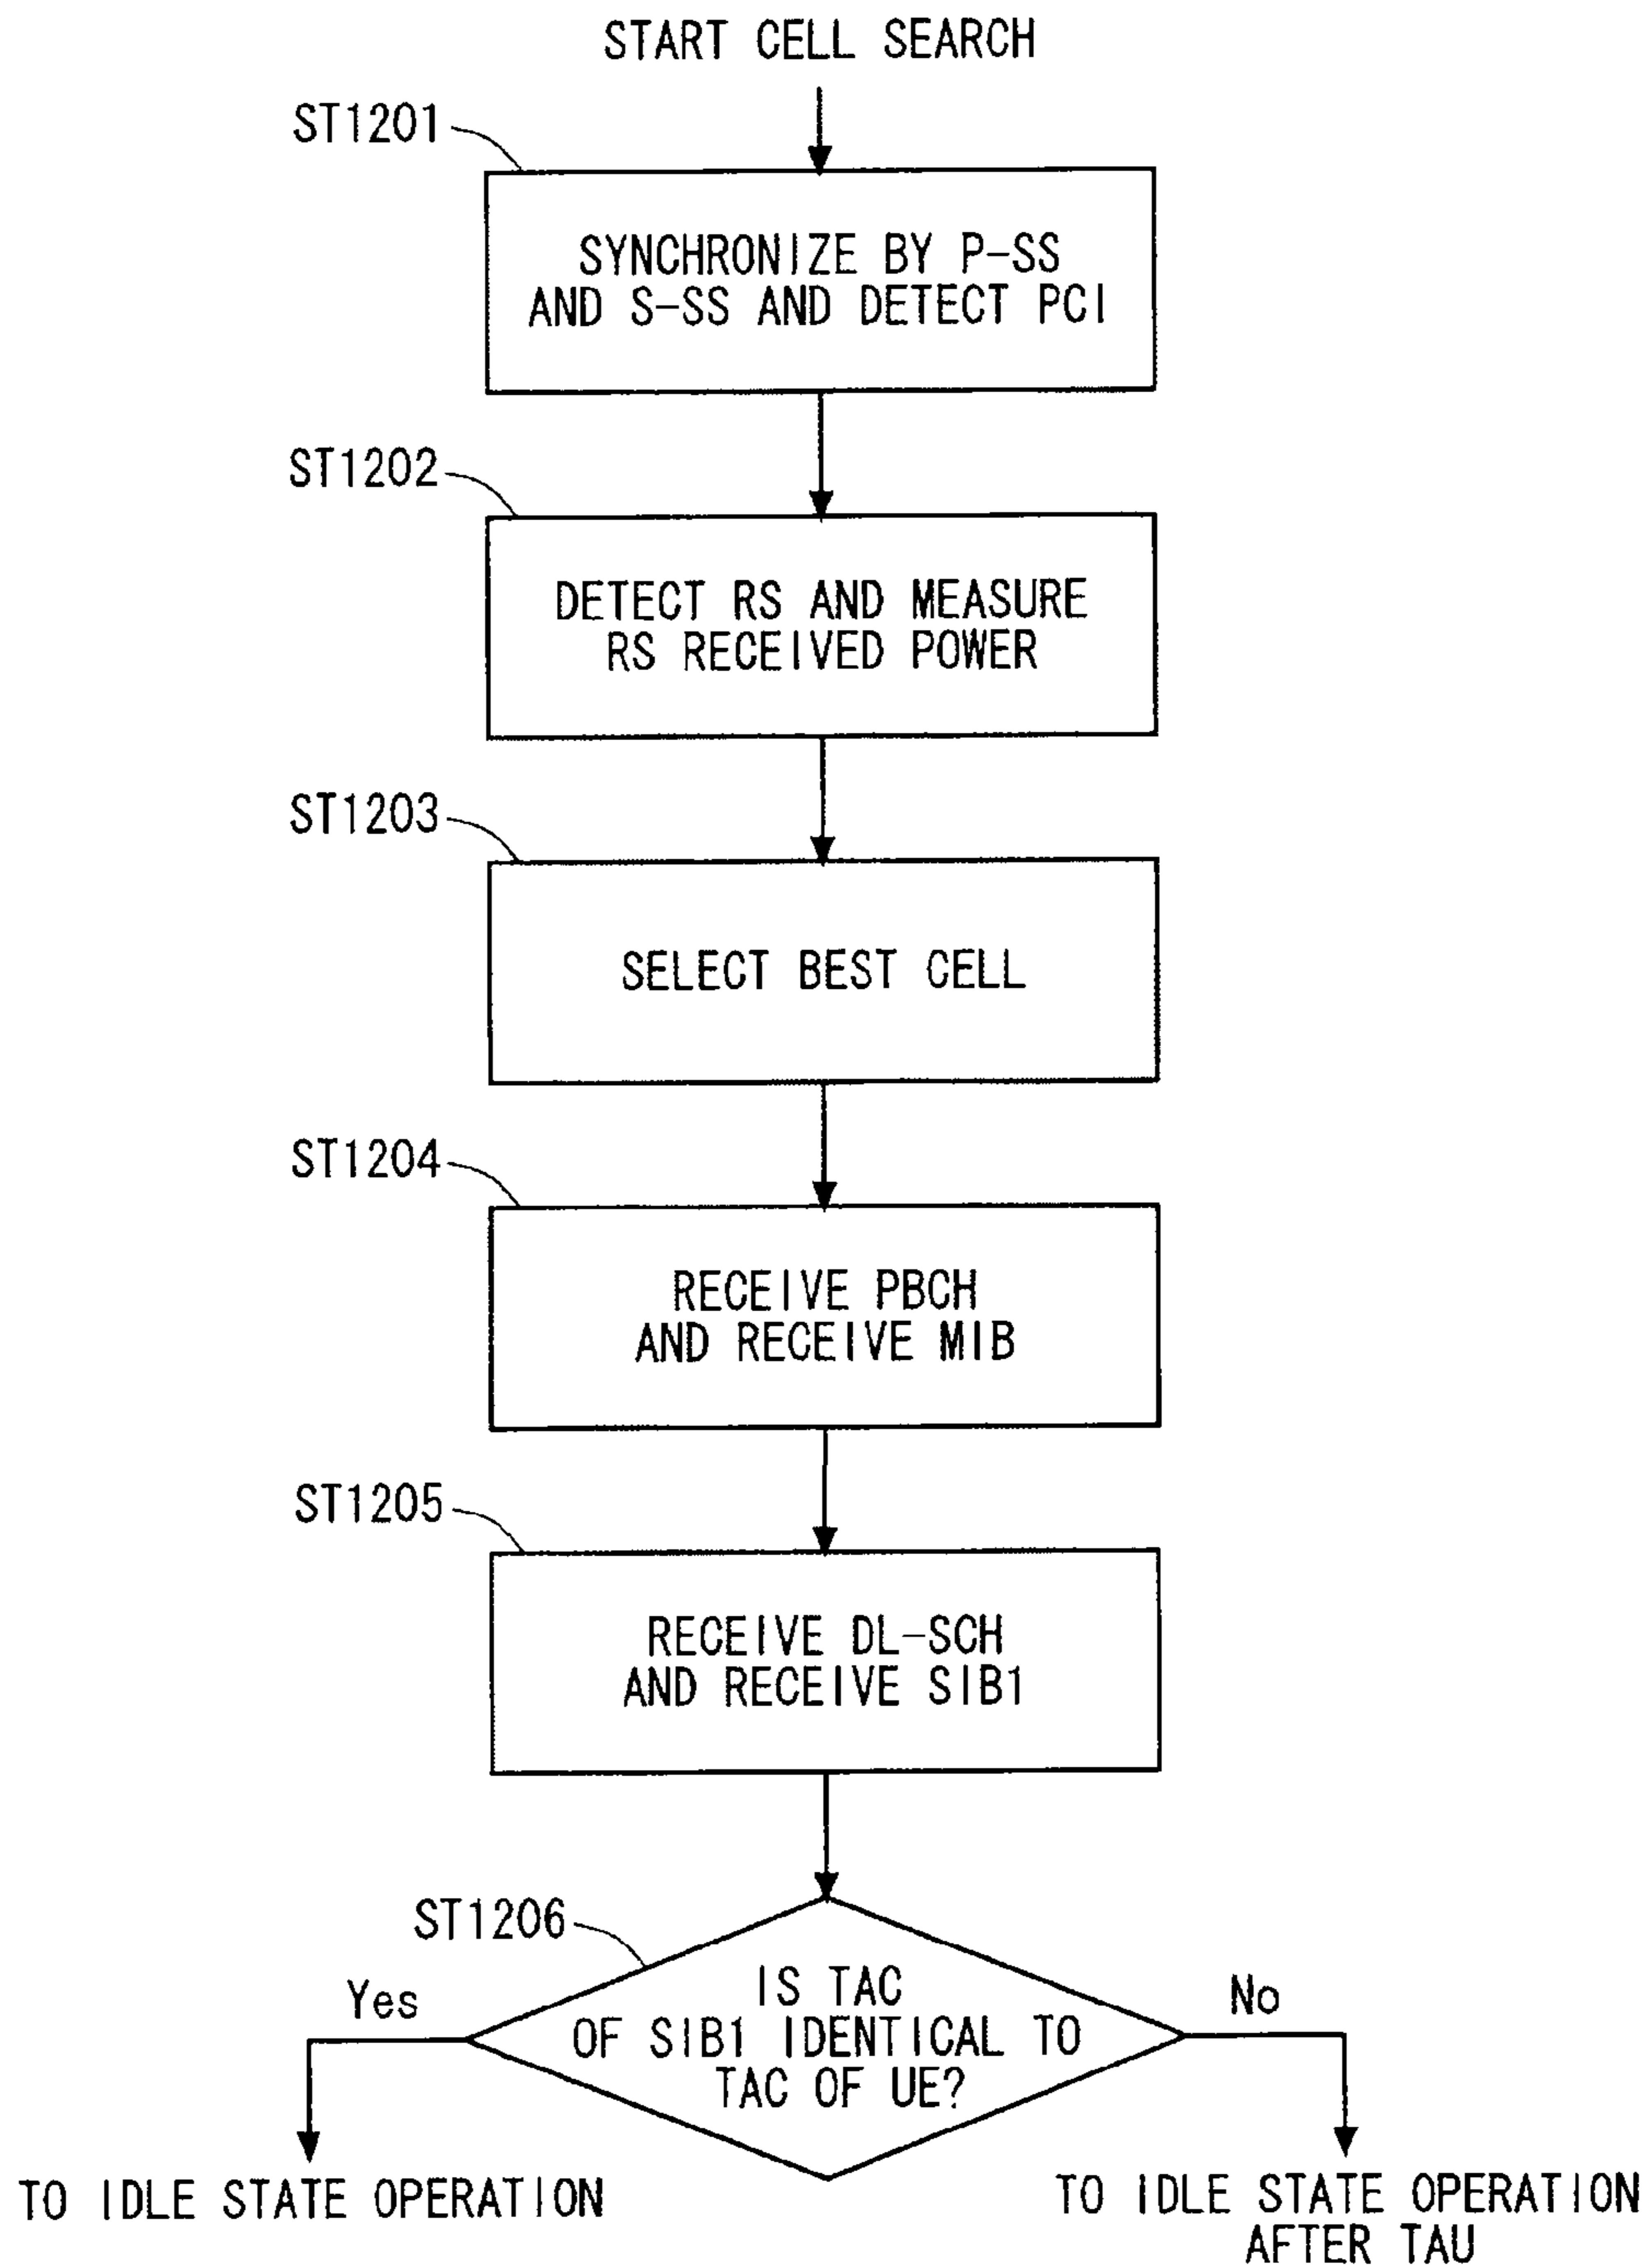 START CELL SEARCH
ST1201
SYNCHRONIZE BY P-SS
AND S-SS AND DETECT PCI
ST1202
DETECT RS AND MEASURE
RS RECEIVED POWER
ST1203
SELECT BEST CELL
ST1204
RECEIVE PBCH
AND RECEIVE MIB
ST1205
RECEIVE DL-SCH
AND RECEIVE SIB1
ST1206
IS TAC
OF SIB1 IDENTICAL TO
TAC OF UE?
Yes
No
TO IDLE STATE OPERATION
TO IDLE STATE OPERATION
AFTER TAU